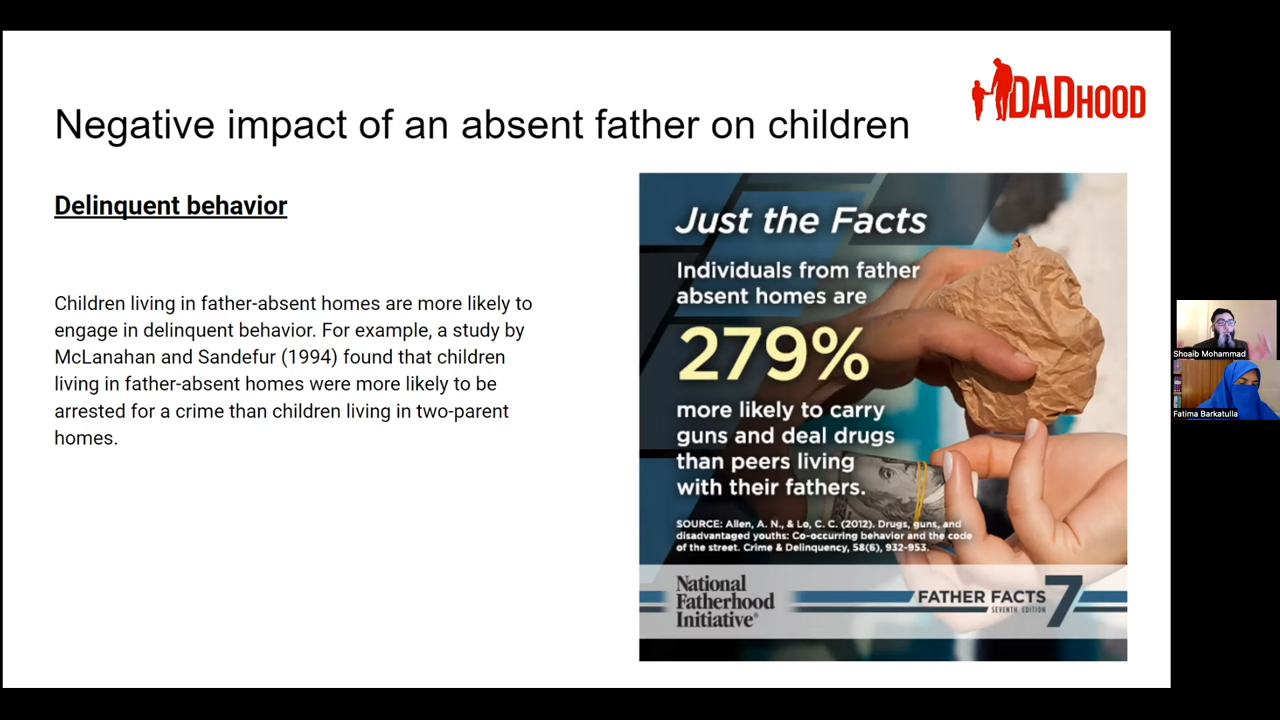 DADHOOD
Negative impact of an absent father on children
Delinquent behavior
Children living in father-absent homes are more likely to
engage in delinquent behavior. For example, a study by
McLanahan and Sandefur (1994) found that children
living in father-absent homes were more likely to be
arrested for a crime than children living in two-parent
homes.
Just the Facts
Individuals from father
absent homes are
279%
more likely to carry
guns and deal drugs
than peers living
with their fathers.
SOURCE: Allen, A. N., & Lo, C. C. (2012). Drugs, guns, and
disadvantaged youths: Co-occurring behavior and the code
of the street. Crime & Delinquency, 58(6), 932-953.
National
Fatherhood
Initiative®
FATHER FACTS 7
SEVENTH EDITION
Shoaib Mohammad
Fatima Barkatulla